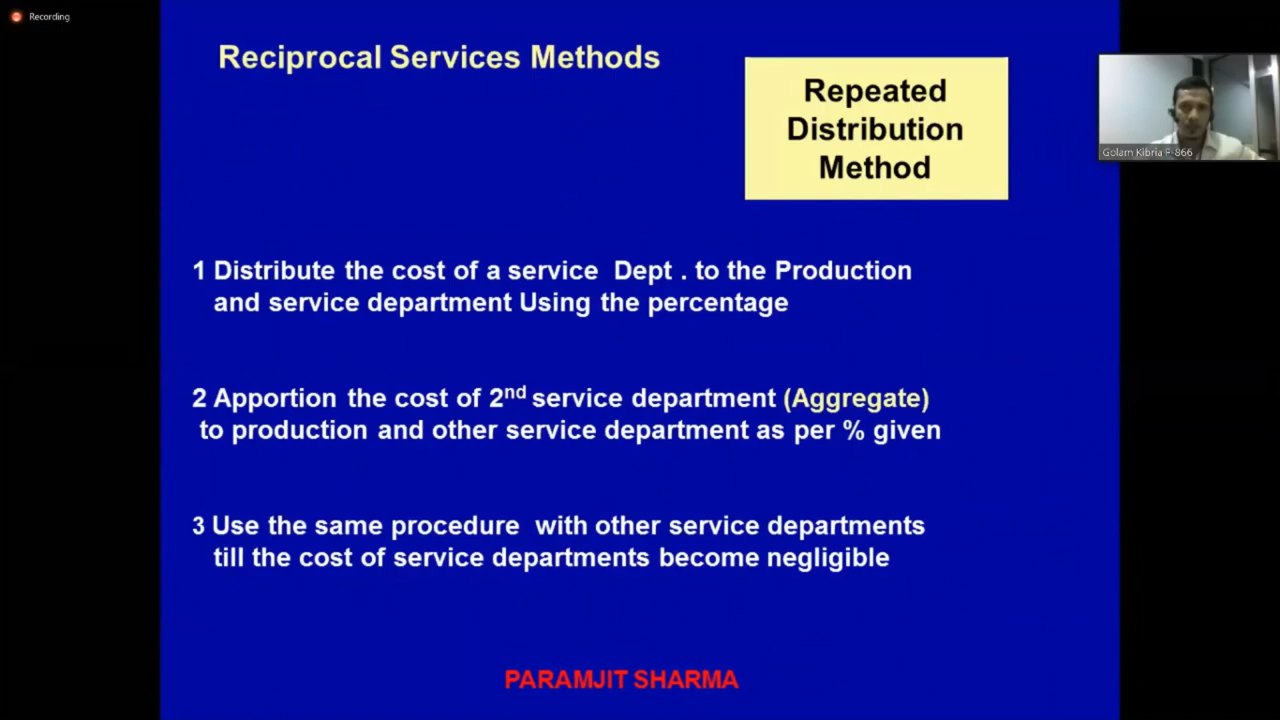 Recording
Reciprocal Services Methods
Repeated
Distribution
Method
Golam Kibria F-866
1 Distribute the cost of a service Dept . to the Production
and service department Using the percentage
2 Apportion the cost of 2nd service department (Aggregate)
to production and other service department as per % given
3 Use the same procedure with other service departments
till the cost of service departments become negligible
PARAMJIT SHARMA